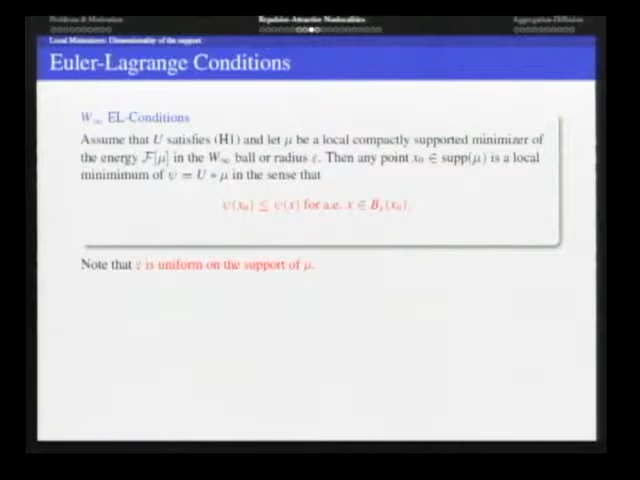 Problems & Motivation Repulsive-Attractive Nonlocalities Aggregation-Diffusion
Local Minimizers: Dimensionality of the support
Euler-Lagrange Conditions
W∞ EL-Conditions
Assume that U satisfies (H1) and let μ be a local compactly supported minimizer of
the energy F[μ] in the W∞ ball or radius ε. Then any point x₀ ∈ supp(μ) is a local
minimimum of ψ = U * μ in the sense that
ψ(x₀) ≤ ψ(x) for a.e. x ∈ Bε(x₀).
Note that ε is uniform on the support of μ.